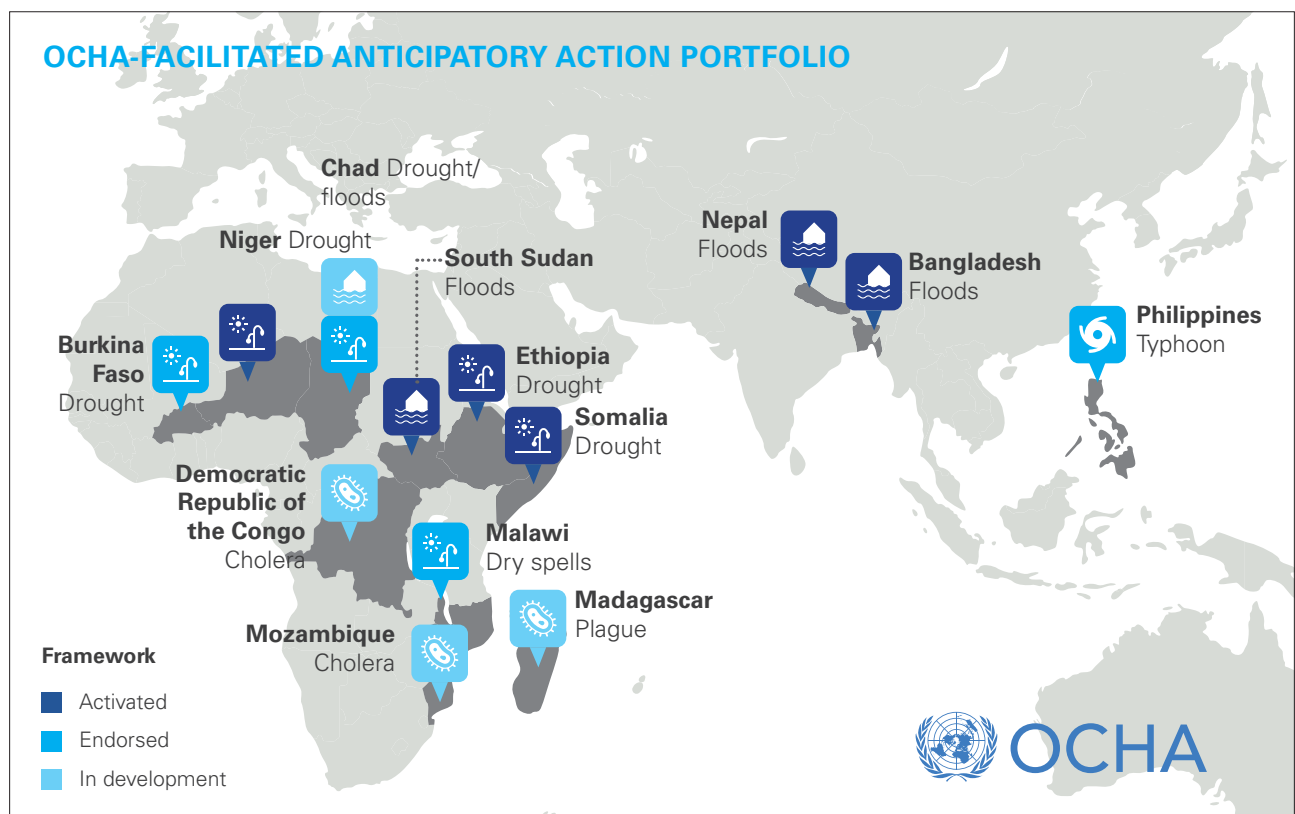 OCHA-FACILITATED ANTICIPATORY ACTION PORTFOLIO
Chad Drought/
floods
Niger Drought
South Sudan
Floods
Nepal
Floods
Bangladesh
Floods
Philippines
Typhoon
Burkina
Faso
Drought
Ethiopia
Drought
Somalia
Drought
Democratic
Republic of
the Congo
Cholera
Malawi
Dry spells
Madagascar
Plague
Mozambique
Cholera
Framework
Activated
Endorsed
In development
OCHA